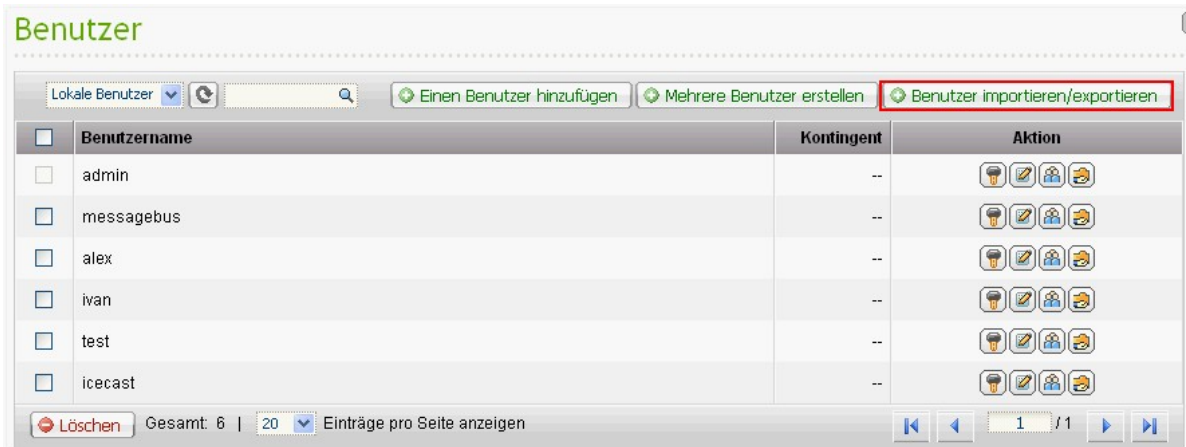 Benutzer
Lokale Benutzer Einen Benutzer hinzufügen Mehrere Benutzer erstellen Benutzer importieren/exportieren
Benutzername Kontingent Aktion
admin --
messagebus --
alex --
ivan --
test --
icecast --
Löschen Gesamt: 6 | 20 Einträge pro Seite anzeigen 1 /1